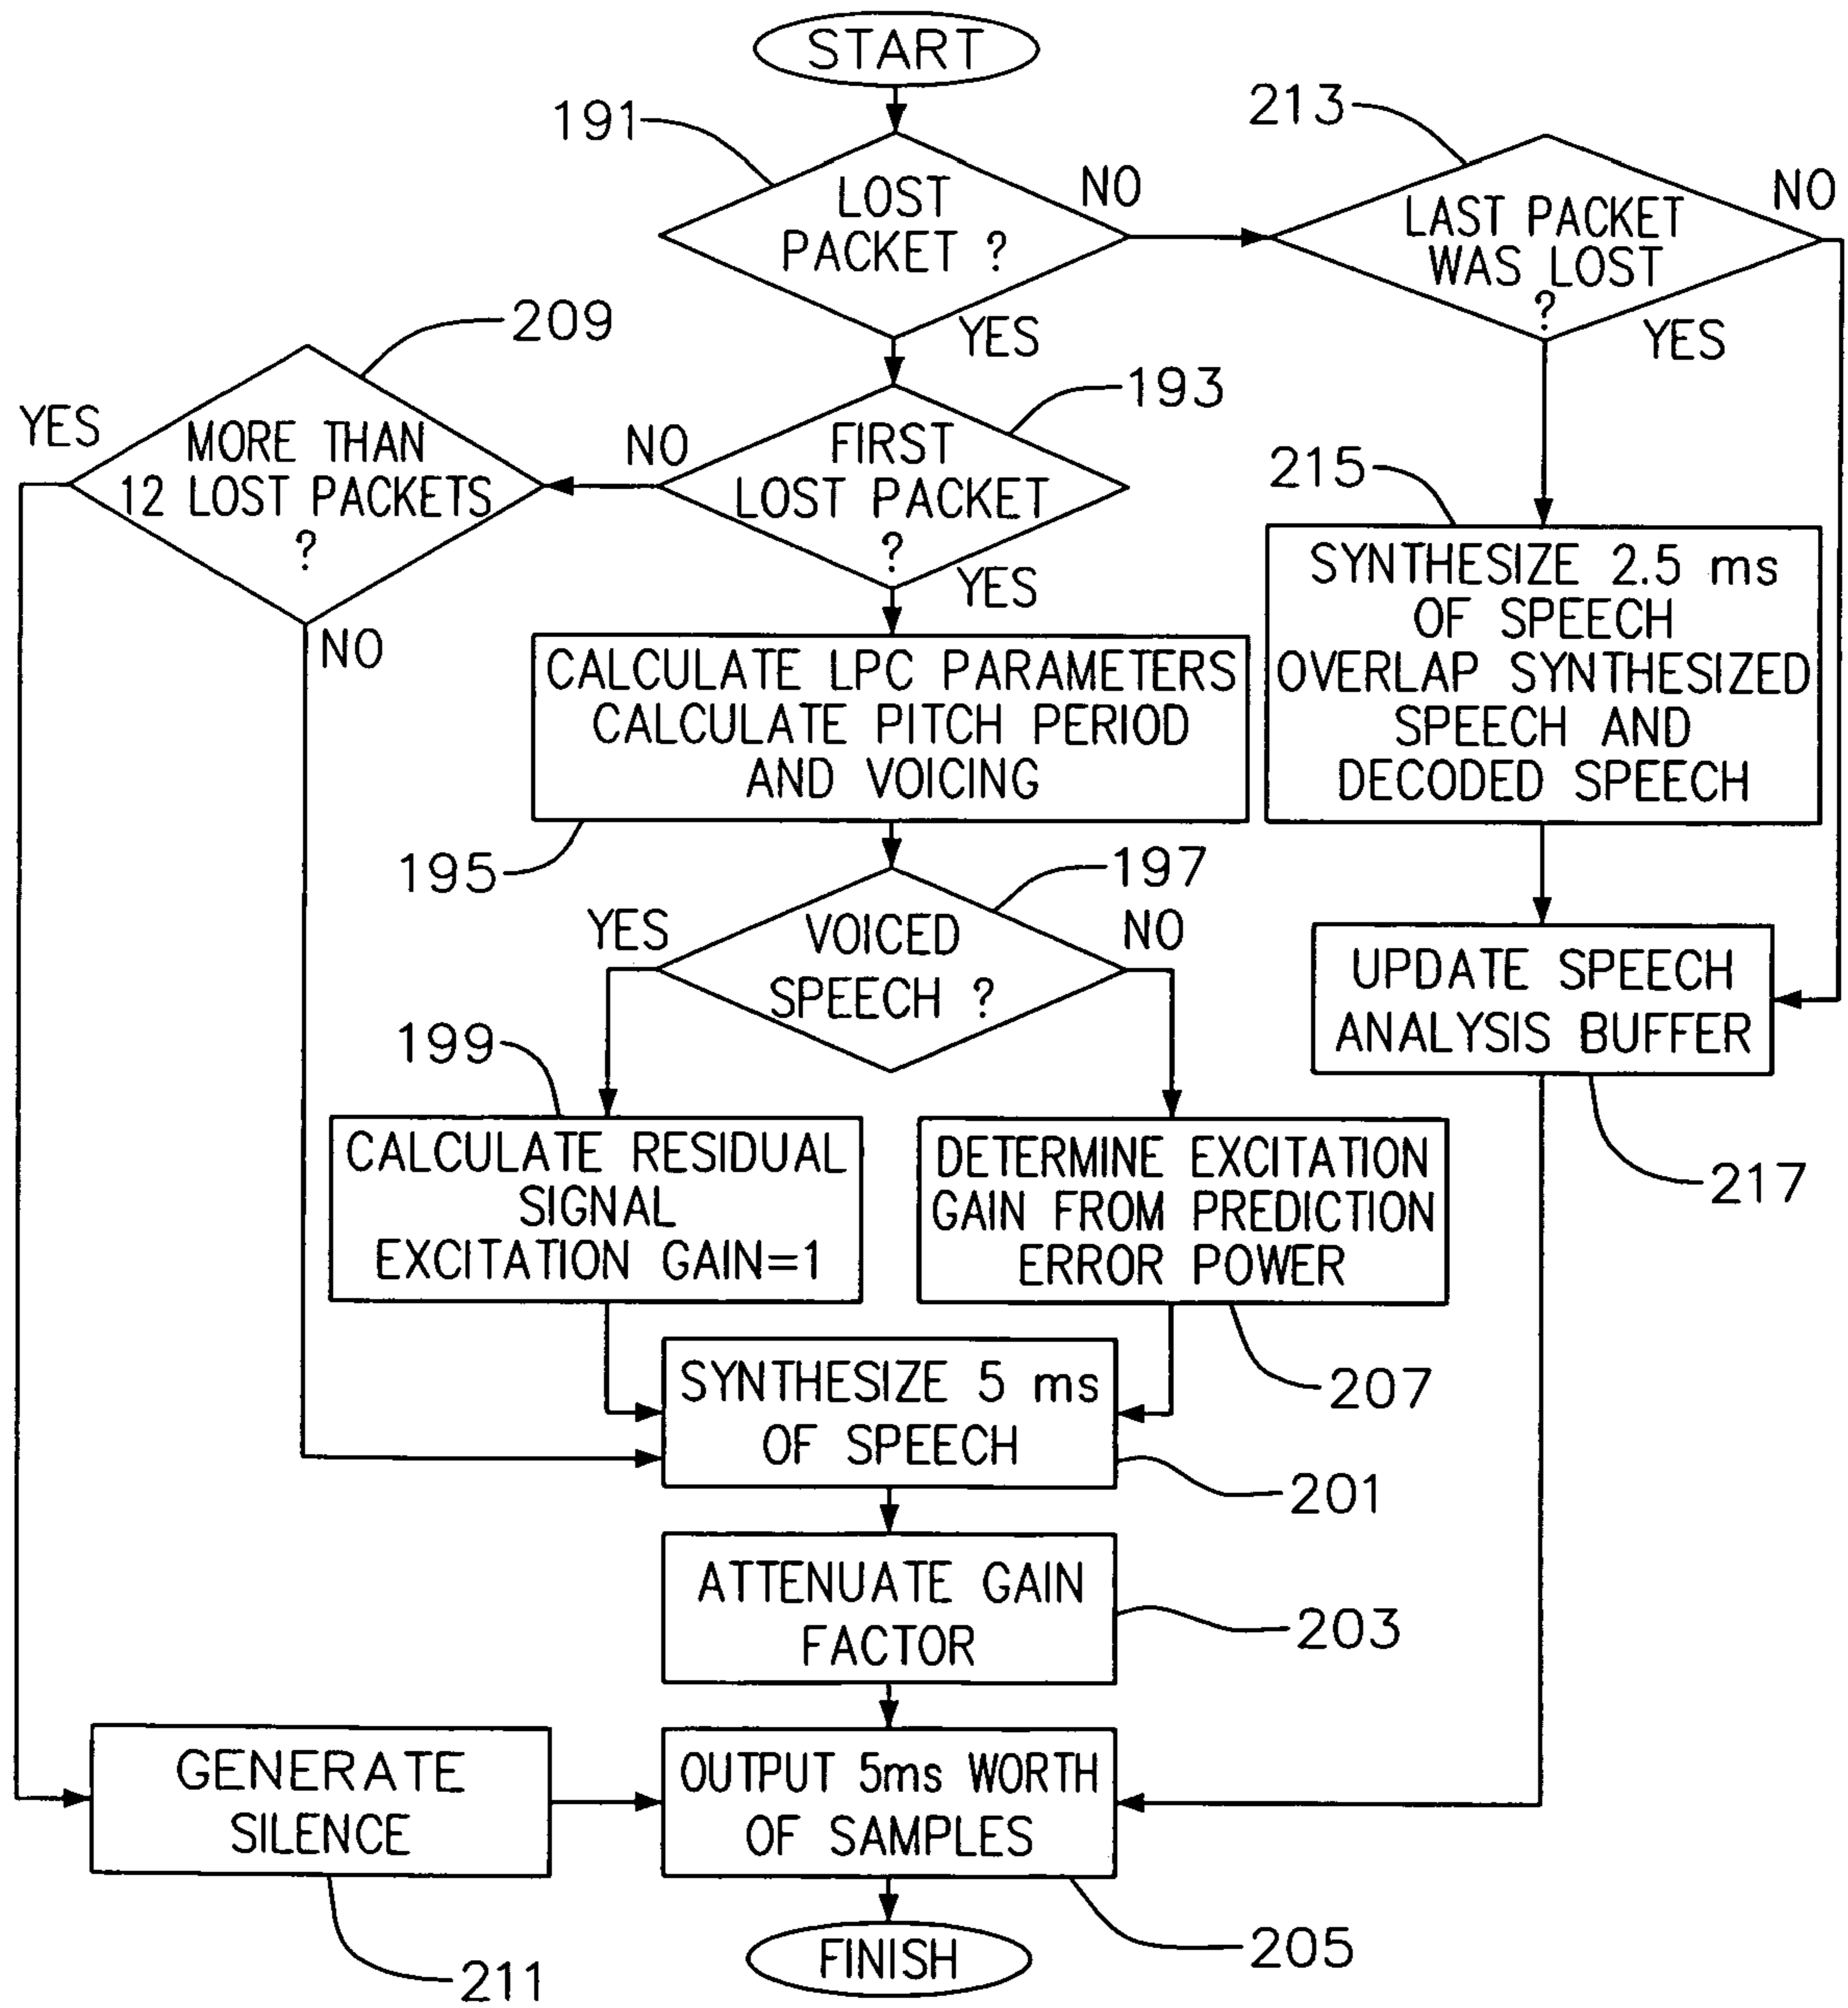 START
191
LOST
PACKET ?
NO
YES
213
LAST PACKET
WAS LOST
?
NO
YES
209
MORE THAN
12 LOST PACKETS
?
YES
NO
193
FIRST
LOST PACKET
?
NO
YES
215
SYNTHESIZE 2.5 ms
OF SPEECH
OVERLAP SYNTHESIZED
SPEECH AND
DECODED SPEECH
CALCULATE LPC PARAMETERS
CALCULATE PITCH PERIOD
AND VOICING
195
197
VOICED
SPEECH ?
YES
NO
UPDATE SPEECH
ANALYSIS BUFFER
217
199
CALCULATE RESIDUAL
SIGNAL
EXCITATION GAIN=1
DETERMINE EXCITATION
GAIN FROM PREDICTION
ERROR POWER
207
SYNTHESIZE 5 ms
OF SPEECH
201
ATTENUATE GAIN
FACTOR
203
GENERATE
SILENCE
211
OUTPUT 5ms WORTH
OF SAMPLES
205
FINISH